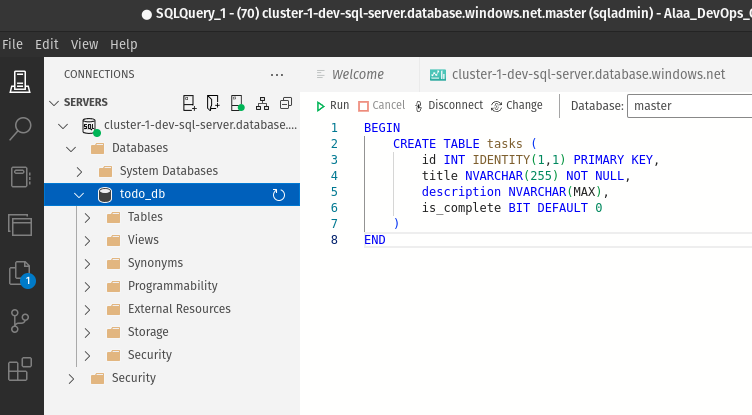 SQLQuery_1 - (70) cluster-1-dev-sql-server.database.windows.net.master (sqladmin) - Alaa_DevOps_
File Edit View Help
CONNECTIONS
SERVERS
cluster-1-dev-sql-server.database....
Databases
System Databases
todo_db
Tables
Views
Synonyms
Programmability
External Resources
Storage
Security
Security
1
Welcome
cluster-1-dev-sql-server.database.windows.net
Run Cancel Disconnect Change Database: master
1 BEGIN
2 CREATE TABLE tasks (
3 id INT IDENTITY(1,1) PRIMARY KEY,
4 title NVARCHAR(255) NOT NULL,
5 description NVARCHAR(MAX),
6 is_complete BIT DEFAULT 0
7 )
8 END